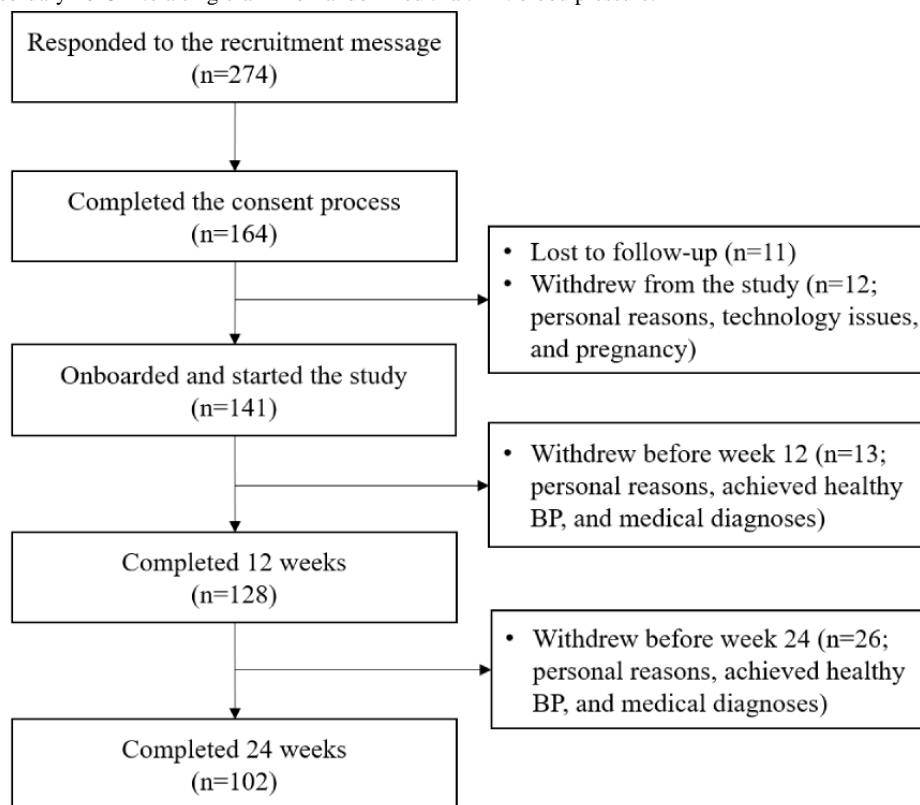 Responded to the recruitment message
(n=274)
Completed the consent process
(n=164)
• Lost to follow-up (n=11)
• Withdrew from the study (n=12;
personal reasons, technology issues,
and pregnancy)
Onboarded and started the study
(n=141)
• Withdrew before week 12 (n=13;
personal reasons, achieved healthy
BP, and medical diagnoses)
Completed 12 weeks
(n=128)
• Withdrew before week 24 (n=26;
personal reasons, achieved healthy
BP, and medical diagnoses)
Completed 24 weeks
(n=102)